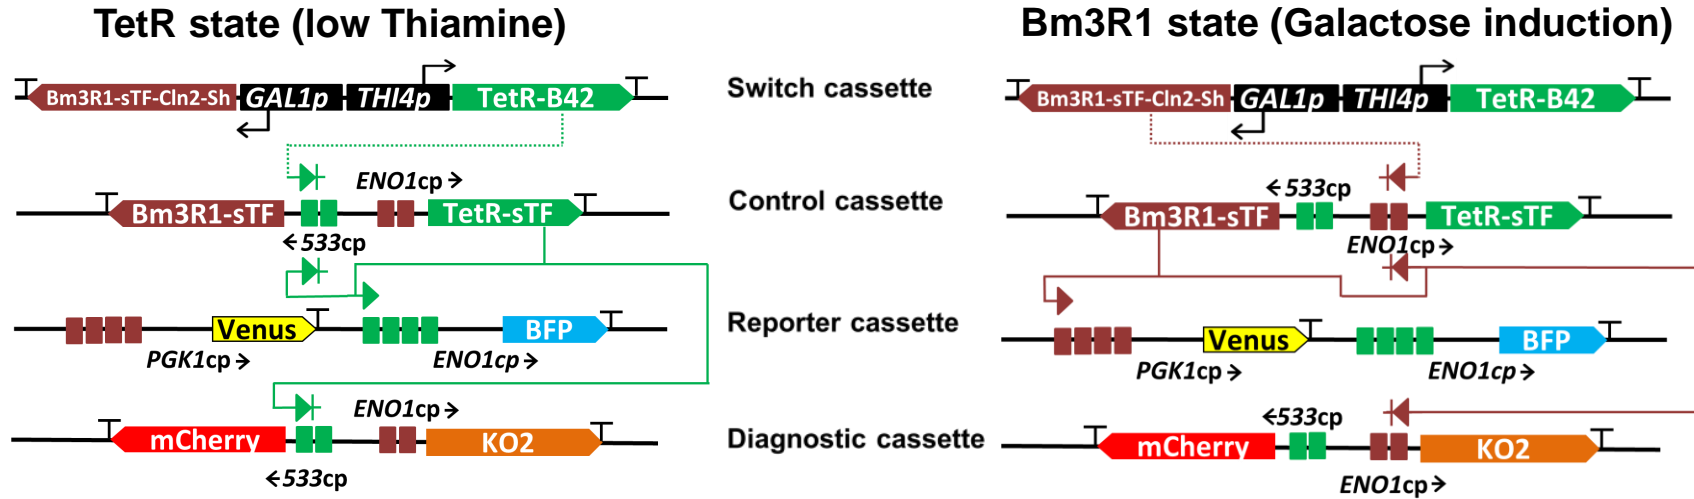 TetR state (low Thiamine)
Bm3R1-sTF-Cln2-Sh GAL1p THI4p TetR-B42
ENO1cp →
Bm3R1-sTF TetR-sTF
← 533cp
Venus BFP
PGK1cp → ENO1cp →
ENO1cp →
mCherry KO2
← 533cp
Switch cassette
Control cassette
Reporter cassette
Diagnostic cassette
Bm3R1 state (Galactose induction)
Bm3R1-sTF-Cln2-Sh GAL1p THI4p TetR-B42
← 533cp
Bm3R1-sTF TetR-sTF
ENO1cp →
Venus BFP
PGK1cp → ENO1cp →
← 533cp
mCherry KO2
ENO1cp →